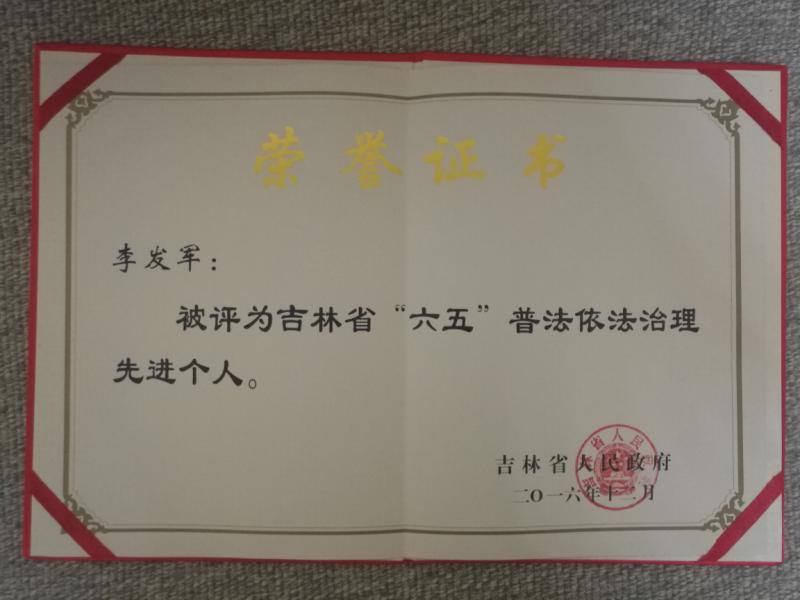 荣誉证书
李发军：
被评为吉林省“六五”普法依法治理
先进个人。
吉林省人民政府
二〇一六年十二月